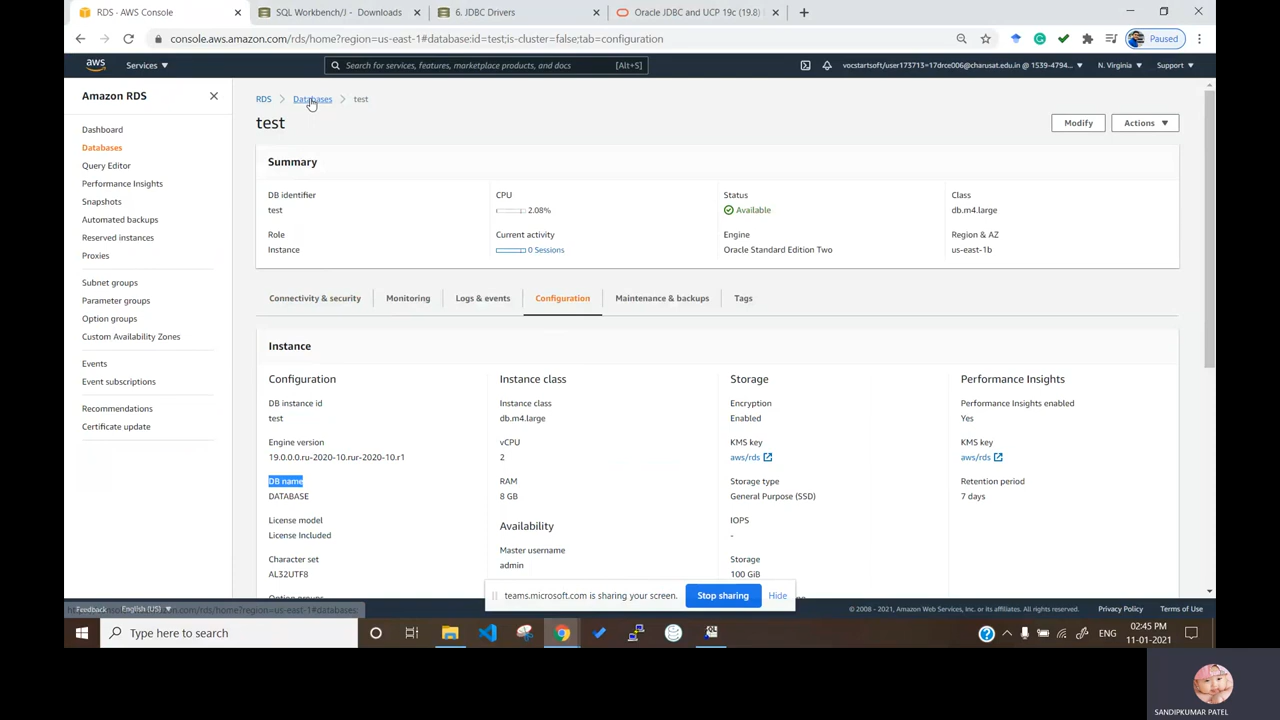 RDS - AWS Console
SQL Workbench/J - Downloads
6. JDBC Drivers
Oracle JDBC and UCP 19c (19.8)
console.aws.amazon.com/rds/home?region=us-east-1#database:id=test;is-cluster=false;tab=configuration
Paused
aws
Services
Search for services, features, marketplace products, and docs
[Alt+S]
vocstartsoft/user173713=17drce006@charusat.edu.in @ 1539-4794...
N. Virginia
Support
Amazon RDS
Dashboard
Databases
Query Editor
Performance Insights
Snapshots
Automated backups
Reserved instances
Proxies
Subnet groups
Parameter groups
Option groups
Custom Availability Zones
Events
Event subscriptions
Recommendations
Certificate update
RDS
Databases
test
test
Modify
Actions
Summary
DB identifier
test
CPU
2.08%
Status
Available
Class
db.m4.large
Role
Instance
Current activity
0 Sessions
Engine
Oracle Standard Edition Two
Region & AZ
us-east-1b
Connectivity & security
Monitoring
Logs & events
Configuration
Maintenance & backups
Tags
Instance
Configuration
DB instance id
test
Engine version
19.0.0.0.ru-2020-10.rur-2020-10.r1
DB name
DATABASE
License model
License Included
Character set
AL32UTF8
Instance class
Instance class
db.m4.large
vCPU
2
RAM
8 GB
Availability
Master username
admin
Storage
Encryption
Enabled
KMS key
aws/rds
Storage type
General Purpose (SSD)
IOPS
-
Storage
100 GiB
Performance Insights
Performance Insights enabled
Yes
KMS key
aws/rds
Retention period
7 days
teams.microsoft.com is sharing your screen.
Stop sharing
Hide
Feedback
English (US)
© 2008 - 2021, Amazon Web Services, Inc. or its affiliates. All rights reserved.
Privacy Policy
Terms of Use
Type here to search
ENG
02:45 PM
11-01-2021
SANDIPKUMAR PATEL